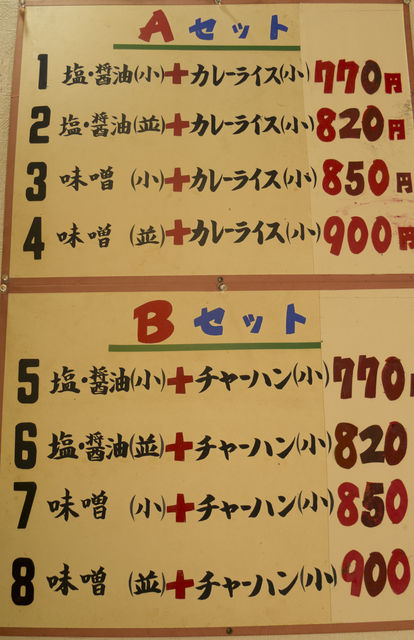 Aセット
1 塩・醤油(小)+カレーライス(小) 770円
2 塩・醤油(並)+カレーライス(小) 820円
3 味噌 (小)+カレーライス(小) 850円
4 味噌 (並)+カレーライス(小) 900円
Bセット
5 塩・醤油(小)+チャーハン(小) 770
6 塩・醤油(並)+チャーハン(小) 820
7 味噌 (小)+チャーハン(小) 850
8 味噌 (並)+チャーハン(小) 900